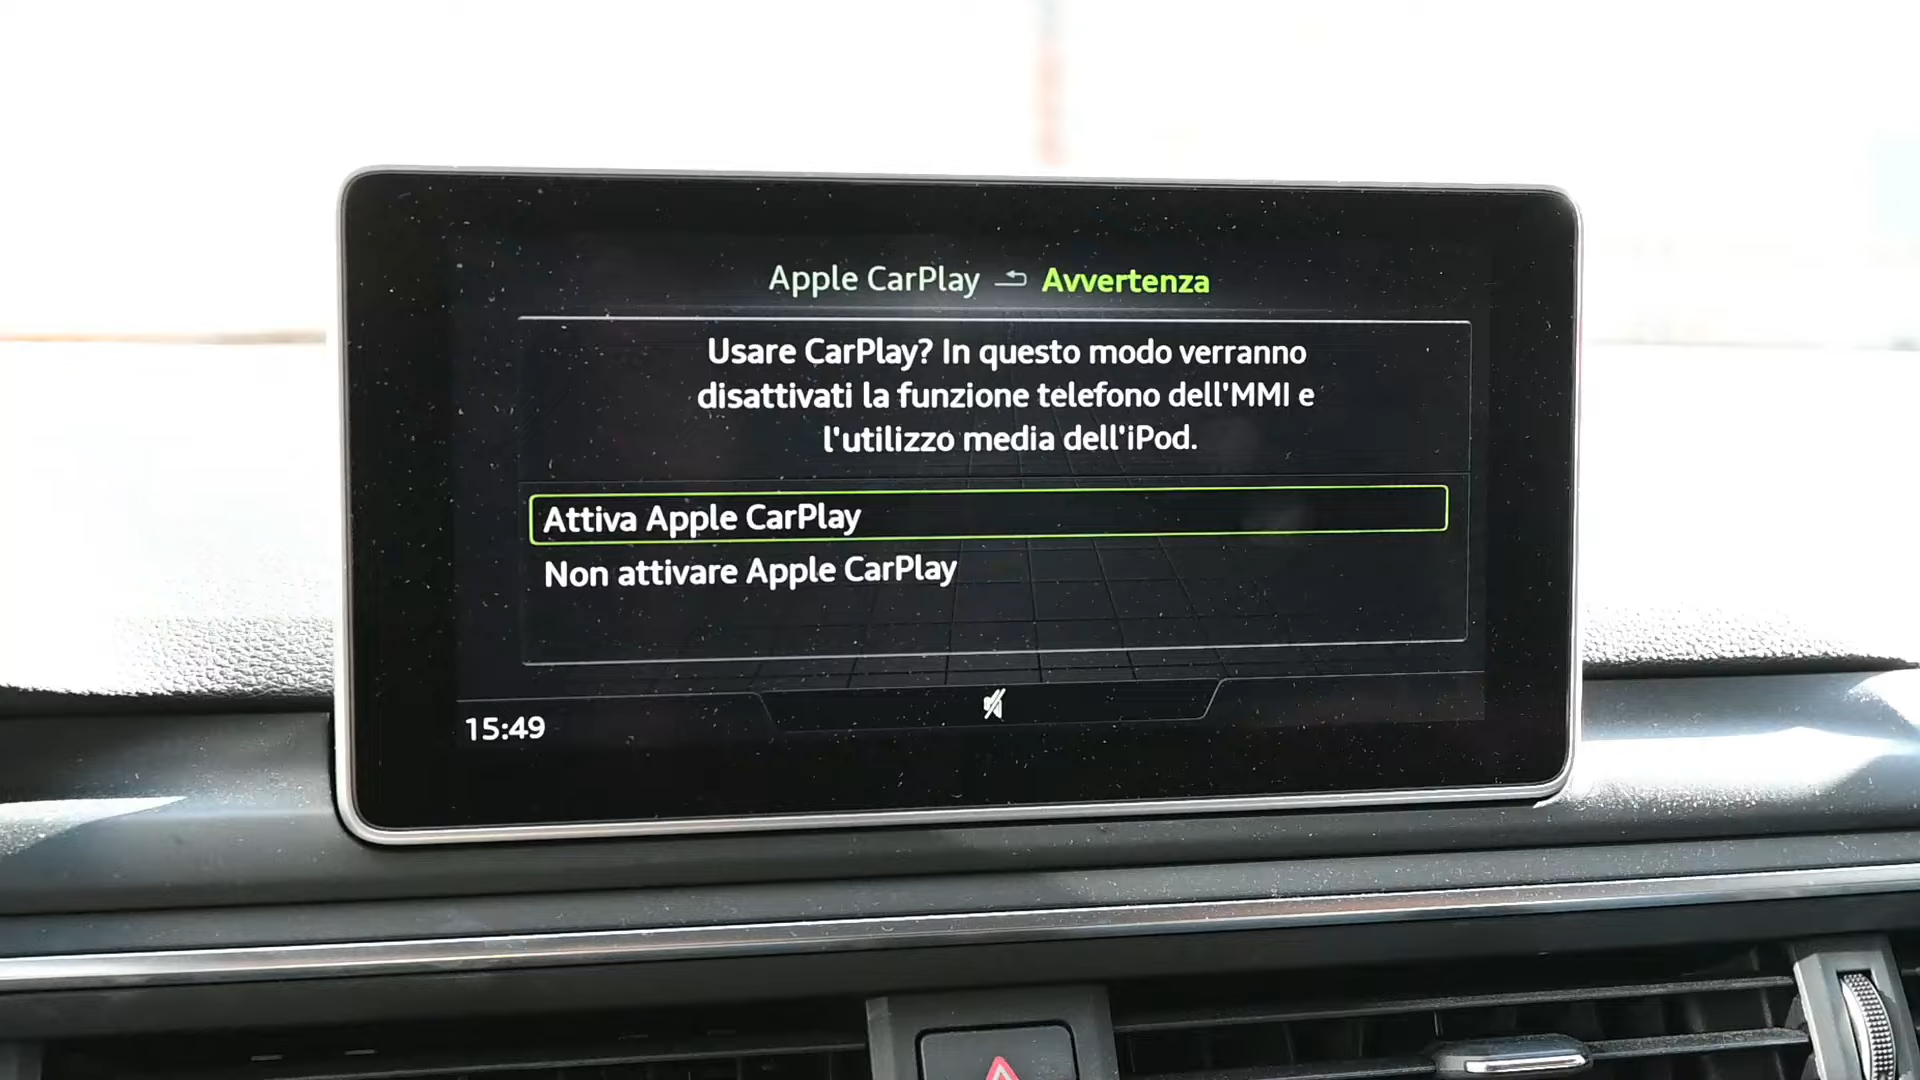 Apple CarPlay Avvertenza
Usare CarPlay? In questo modo verranno
disattivati la funzione telefono dell'MMI e
l'utilizzo media dell'iPod.
Attiva Apple CarPlay
Non attivare Apple CarPlay
15:49